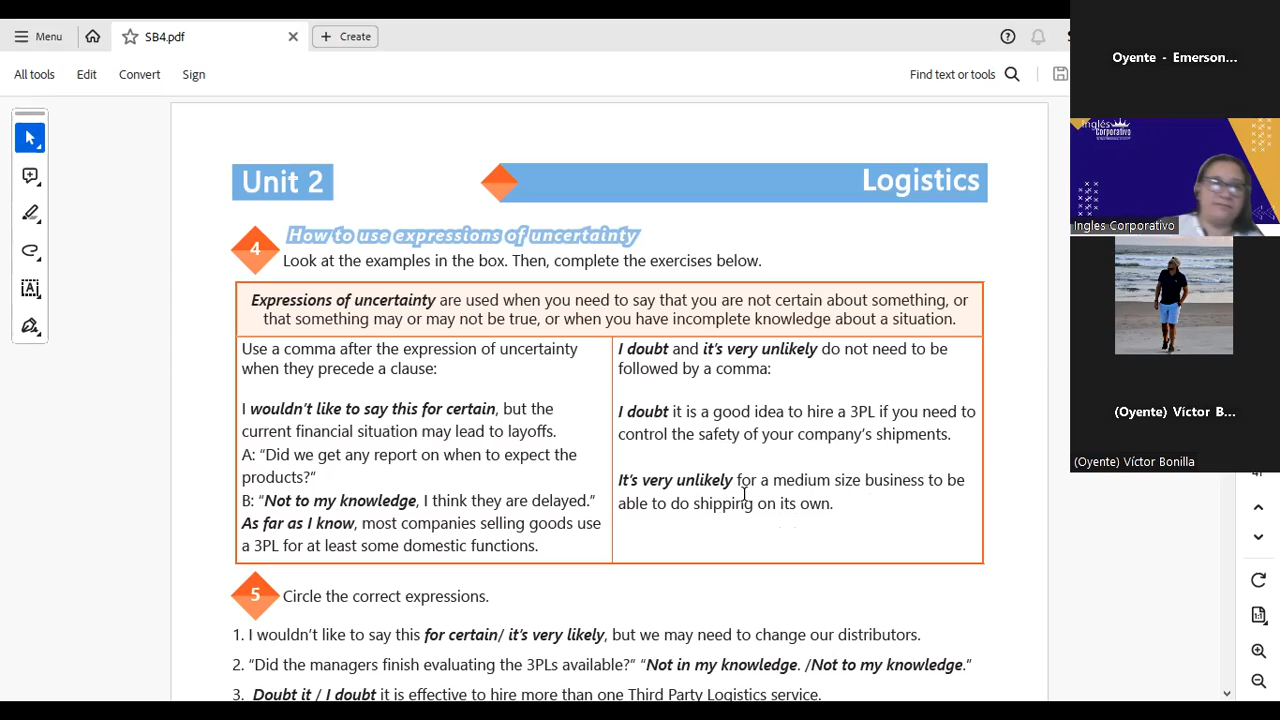 Menu
SB4.pdf
Create
All tools
Edit
Convert
Sign
Find text or tools
Unit 2
Logistics
4
How to use expressions of uncertainty
Look at the examples in the box. Then, complete the exercises below.
Expressions of uncertainty are used when you need to say that you are not certain about something, or
that something may or may not be true, or when you have incomplete knowledge about a situation.
Use a comma after the expression of uncertainty
when they precede a clause:
I wouldn't like to say this for certain, but the
current financial situation may lead to layoffs.
A: "Did we get any report on when to expect the
products?"
B: "Not to my knowledge, I think they are delayed."
As far as I know, most companies selling goods use
a 3PL for at least some domestic functions.
I doubt and it's very unlikely do not need to be
followed by a comma:
I doubt it is a good idea to hire a 3PL if you need to
control the safety of your company's shipments.
It's very unlikely for a medium size business to be
able to do shipping on its own.
5
Circle the correct expressions.
1. I wouldn't like to say this for certain/ it's very likely, but we may need to change our distributors.
2. "Did the managers finish evaluating the 3PLs available?" "Not in my knowledge. /Not to my knowledge."
3. Doubt it / I doubt it is effective to hire more than one Third Party Logistics service.
Oyente - Emerson...
Inglés
Corporativo
Ingles Corporativo
(Oyente) Víctor B...
(Oyente) Víctor Bonilla